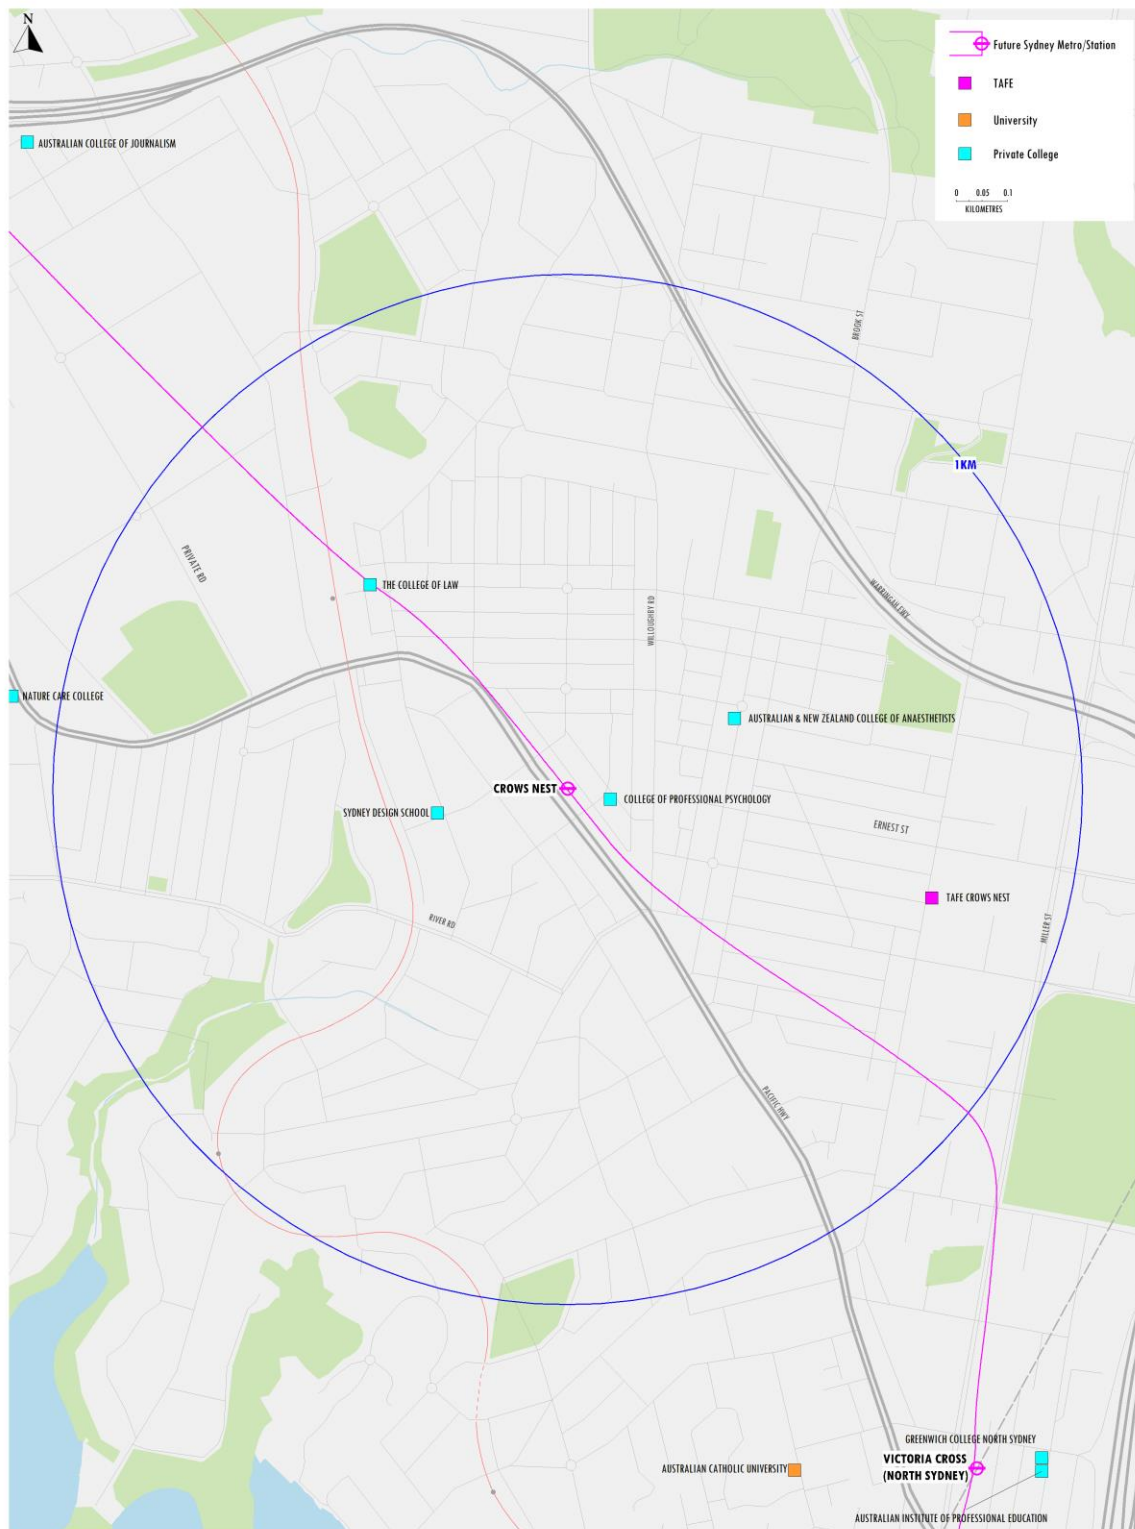 N
Future Sydney Metro/Station
TAFE
University
Private College
0 0.05 0.1
KILOMETRES
AUSTRALIAN COLLEGE OF JOURNALISM
BROOK ST
1KM
PRIVATE RD
THE COLLEGE OF LAW
WILLOUGHBY RD
WARRINGAH FWY
NATURE CARE COLLEGE
AUSTRALIAN & NEW ZEALAND COLLEGE OF ANAESTHETISTS
CROWS NEST
COLLEGE OF PROFESSIONAL PSYCHOLOGY
SYDNEY DESIGN SCHOOL
ERNEST ST
TAFE CROWS NEST
RIVER RD
MILLER ST
PACIFIC HWY
GREENWICH COLLEGE NORTH SYDNEY
VICTORIA CROSS
(NORTH SYDNEY)
AUSTRALIAN CATHOLIC UNIVERSITY
AUSTRALIAN INSTITUTE OF PROFESSIONAL EDUCATION